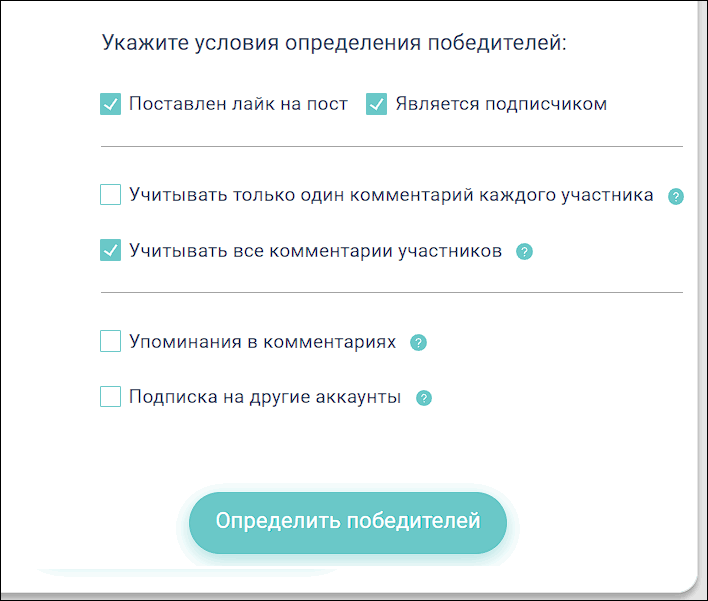 Укажите условия определения победителей:
Поставлен лайк на пост Является подписчиком
Учитывать только один комментарий каждого участника ?
Учитывать все комментарии участников ?
Упоминания в комментариях ?
Подписка на другие аккаунты ?
Определить победителей